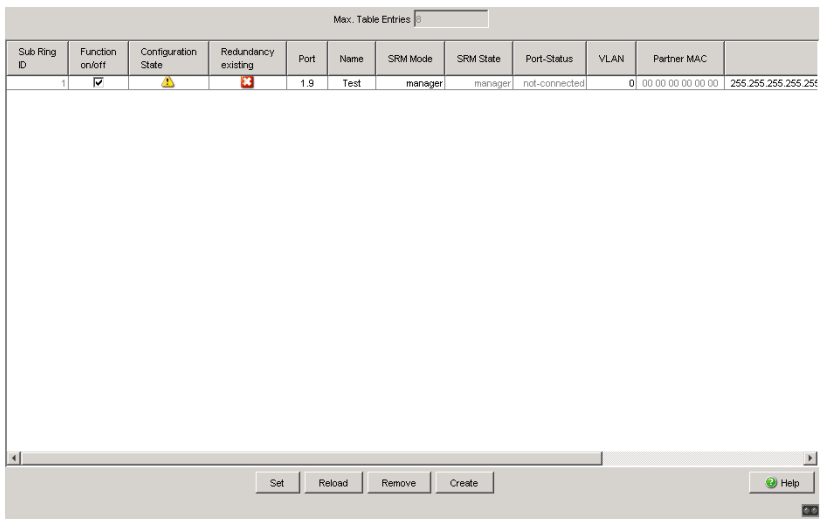 Max. Table Entries 8
Sub Ring ID Function on/off Configuration State Redundancy existing Port Name SRM Mode SRM State Port-Status VLAN Partner MAC
1 1.9 Test manager manager not-connected 0 00 00 00 00 00 00 255.255.255.255.255
Set Reload Remove Create Help